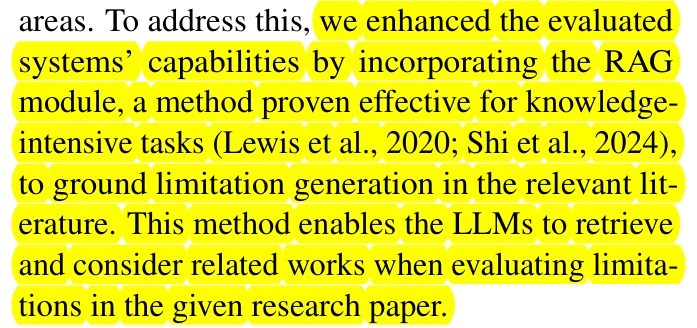 areas. To address this, we enhanced the evaluated
systems’ capabilities by incorporating the RAG
module, a method proven effective for knowledge-
intensive tasks (Lewis et al., 2020; Shi et al., 2024),
to ground limitation generation in the relevant lit-
erature. This method enables the LLMs to retrieve
and consider related works when evaluating limita-
tions in the given research paper.